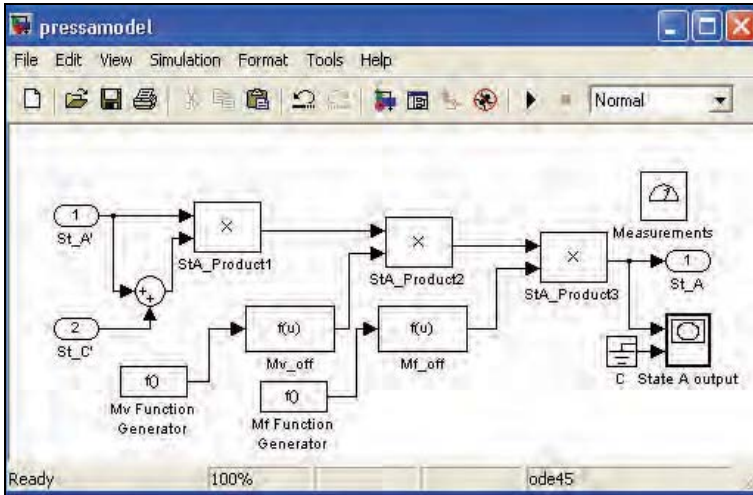 pressamodel
File Edit View Simulation Format Tools Help
Normal
1
St_A'
×
StA_Product1
×
StA_Product2
×
StA_Product3
Measurements
1
St_A
+
+
2
St_C'
f(u)
Mv_off
f(u)
Mf_off
C
State A output
f()
Mv Function
Generator
f()
Mf Function
Generator
Ready 100% ode45